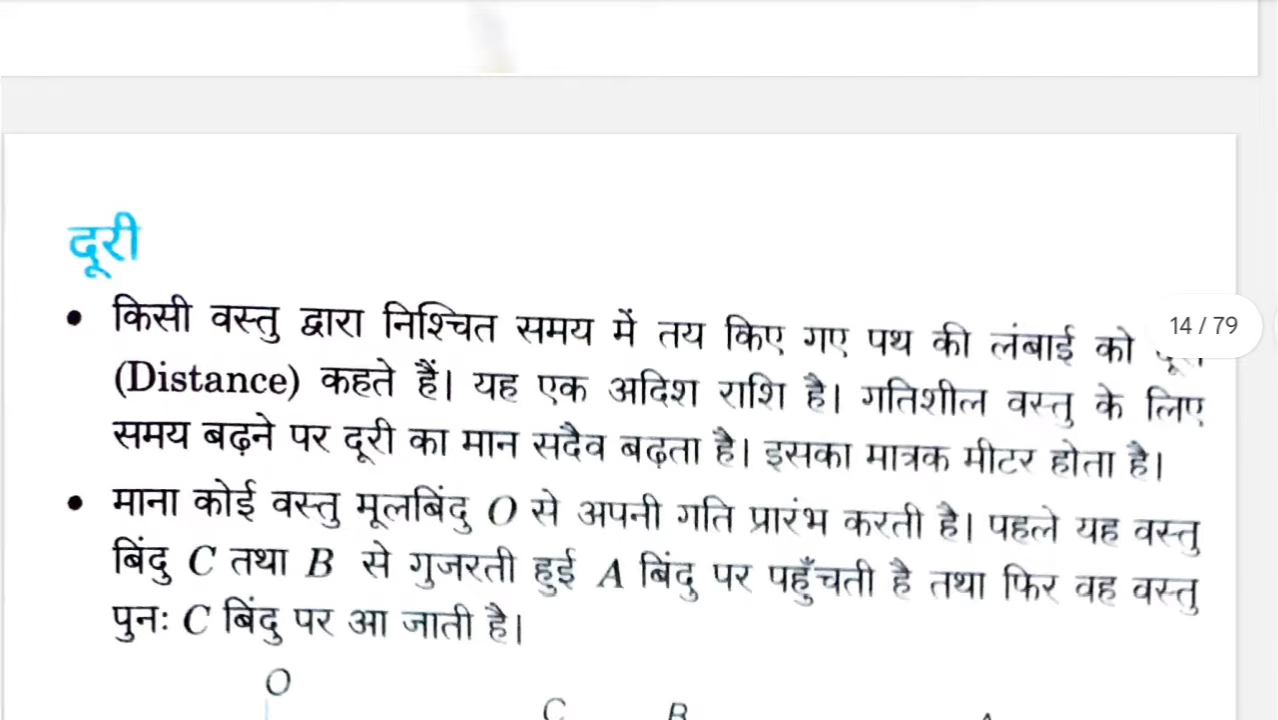 दूरी
• किसी वस्तु द्वारा निश्चित समय में तय किए गए पथ की लंबाई को
14 / 79
(Distance) कहते हैं। यह एक अदिश राशि है। गतिशील वस्तु के लिए
समय बढ़ने पर दूरी का मान सदैव बढ़ता है। इसका मात्रक मीटर होता है।
• माना कोई वस्तु मूलबिंदु O से अपनी गति प्रारंभ करती है। पहले यह वस्तु
बिंदु C तथा B से गुजरती हुई A बिंदु पर पहुँचती है तथा फिर वह वस्तु
पुनः C बिंदु पर आ जाती है।
O
C B